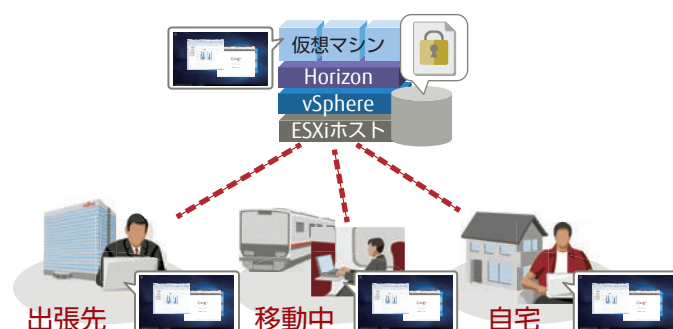 仮想マシン
Horizon
vSphere
ESXiホスト
出張先
移動中
自宅